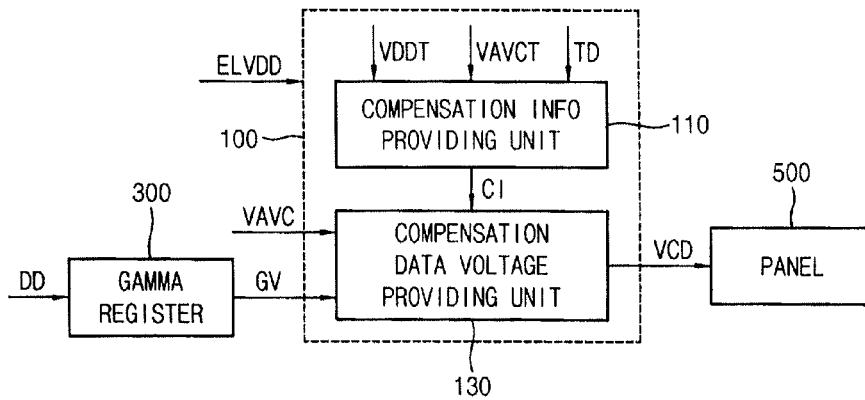 VDDT
VAVCT
TD
ELVDD
COMPENSATION INFO
PROVIDING UNIT
110
100
CI
500
300
VAVC
COMPENSATION
DATA VOLTAGE
PROVIDING UNIT
VCD
PANEL
DD
GAMMA
REGISTER
GV
130